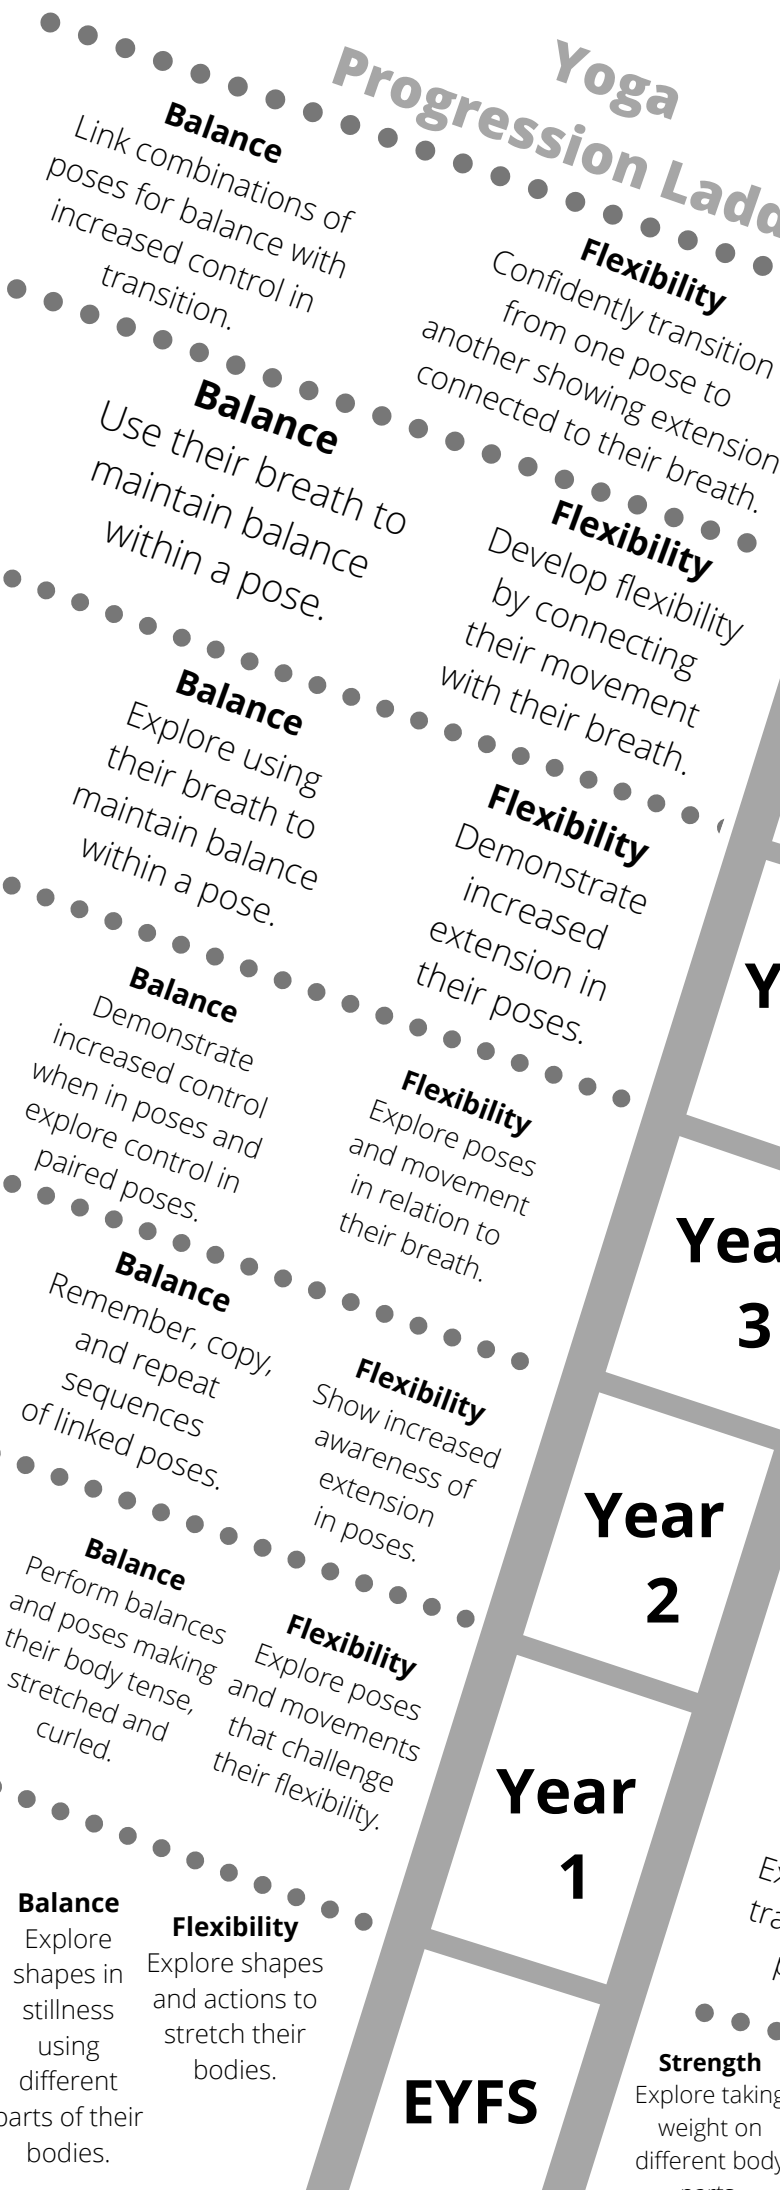 Yoga
Progression
Balance
Link combinations of
poses for balance with
increased control in
transition.
Flexibility
Confidently transition
from one pose to
another showing extension
connected to their breath.
Balance
Use their breath to
maintain balance
within a pose.
Flexibility
Develop flexibility
by connecting
their movement
with their breath.
Balance
Explore using
their breath to
maintain balance
within a pose.
Flexibility
Demonstrate
increased
extension in
their poses.
Balance
Demonstrate
increased control
when in poses and
explore control in
paired poses.
Flexibility
Explore poses
and movement
in relation to
their breath.
3
Balance
Remember, copy,
and repeat
sequences
of linked poses.
Flexibility
Show increased
awareness of
extension
in poses.
Year
2
Balance
Perform balances
and poses making
their body tense,
stretched and
curled.
Flexibility
Explore poses
and movements
that challenge
their flexibility.
Year
1
Balance
Explore
shapes in
stillness
using
different
parts of their
bodies.
Flexibility
Explore shapes
and actions to
stretch their
bodies.
EYFS
Strength
Explore taking
weight on
different body